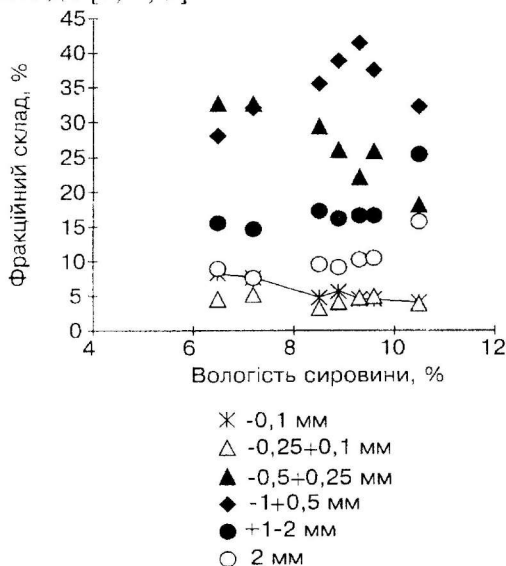 45
40
35
30
25
20
15
10
5
0
Фракційний склад, %
4 6 8 10 12
Вологість сировини, %
-0,1 мм
-0,25+0,1 мм
-0,5+0,25 мм
-1+0,5 мм
+1-2 мм
2 мм